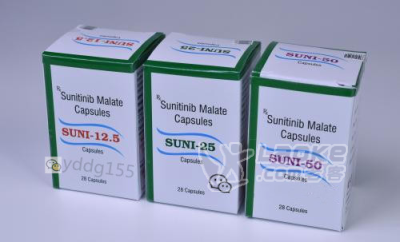 SUNI-12.5
SUNI-25
SUNI-50
Capsules
℞ Sunitinib Malate
Capsules
SUNI-12.5
Capsules
28 Capsules
℞ Sunitinib Malate
Capsules
SUNI-25
Capsules
28 Capsules
℞ Sunitinib Malate
Capsules
SUNI-50
Capsules
28 Capsules
yddg155